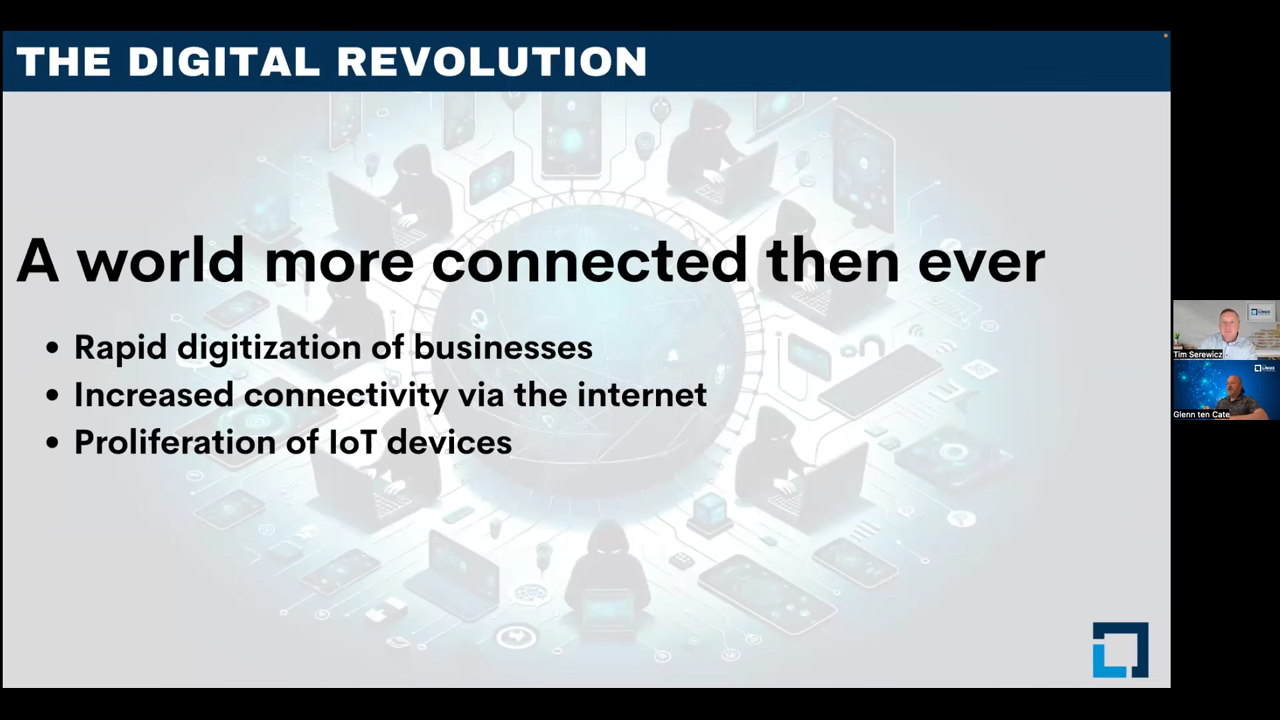 THE DIGITAL REVOLUTION
A world more connected then ever
• Rapid digitization of businesses
• Increased connectivity via the internet
• Proliferation of IoT devices
Tim Serewicz
Glenn ten Cate